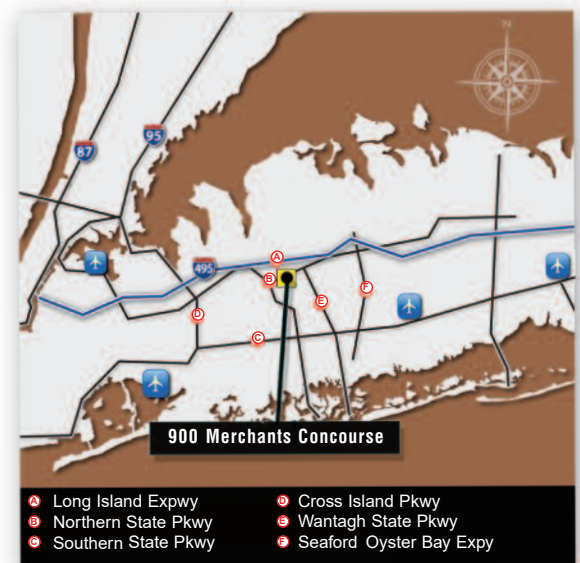 N
95
87
495
A
B
E
F
D
C
900 Merchants Concourse
A Long Island Expwy
B Northern State Pkwy
C Southern State Pkwy
D Cross Island Pkwy
E Wantagh State Pkwy
F Seaford Oyster Bay Expy